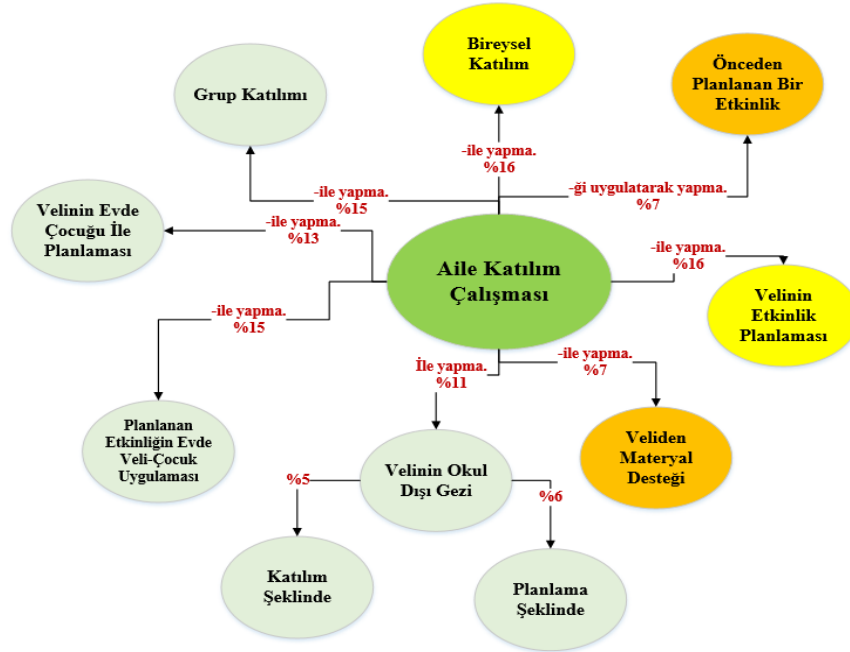 Bireysel
Katılım
Önceden
Planlanan Bir
Etkinlik
Grup Katılımı
-ile yapma.
%16
-ile yapma.
%15
-ği uygulatarak yapma.
%7
Velinin Evde
Çocuğu İle
Planlaması
-ile yapma.
%13
Aile Katılım
Çalışması
-ile yapma.
%16
Velinin
Etkinlik
Planlaması
-ile yapma.
%15
İle yapma.
%11
-ile yapma.
%7
Planlanan
Etkinliğin Evde
Veli-Çocuk
Uygulaması
Velinin Okul
Dışı Gezi
Veliden
Materyal
Desteği
%5
%6
Katılım
Şeklinde
Planlama
Şeklinde